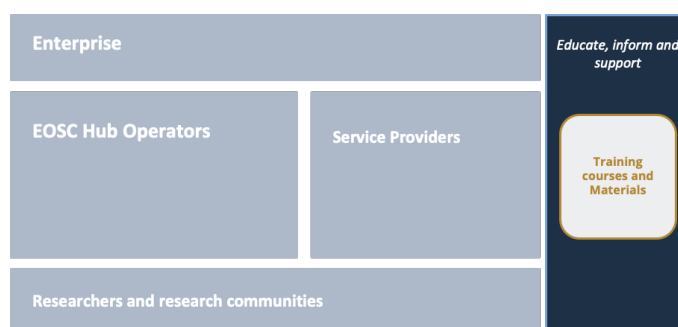 Enterprise
EOSC Hub Operators
Service Providers
Researchers and research communities
Educate, inform and
support
Training
courses and
Materials